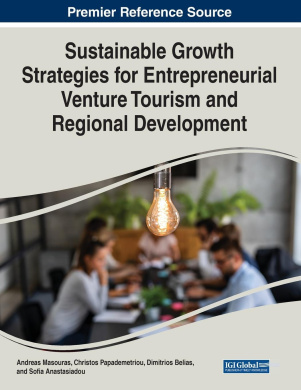 Premier Reference Source
Sustainable Growth
Strategies for Entrepreneurial
Venture Tourism and
Regional Development
Andreas Masouras, Christos Papademetriou, Dimitrios Belias,
and Sofia Anastasiadou
IGI Global